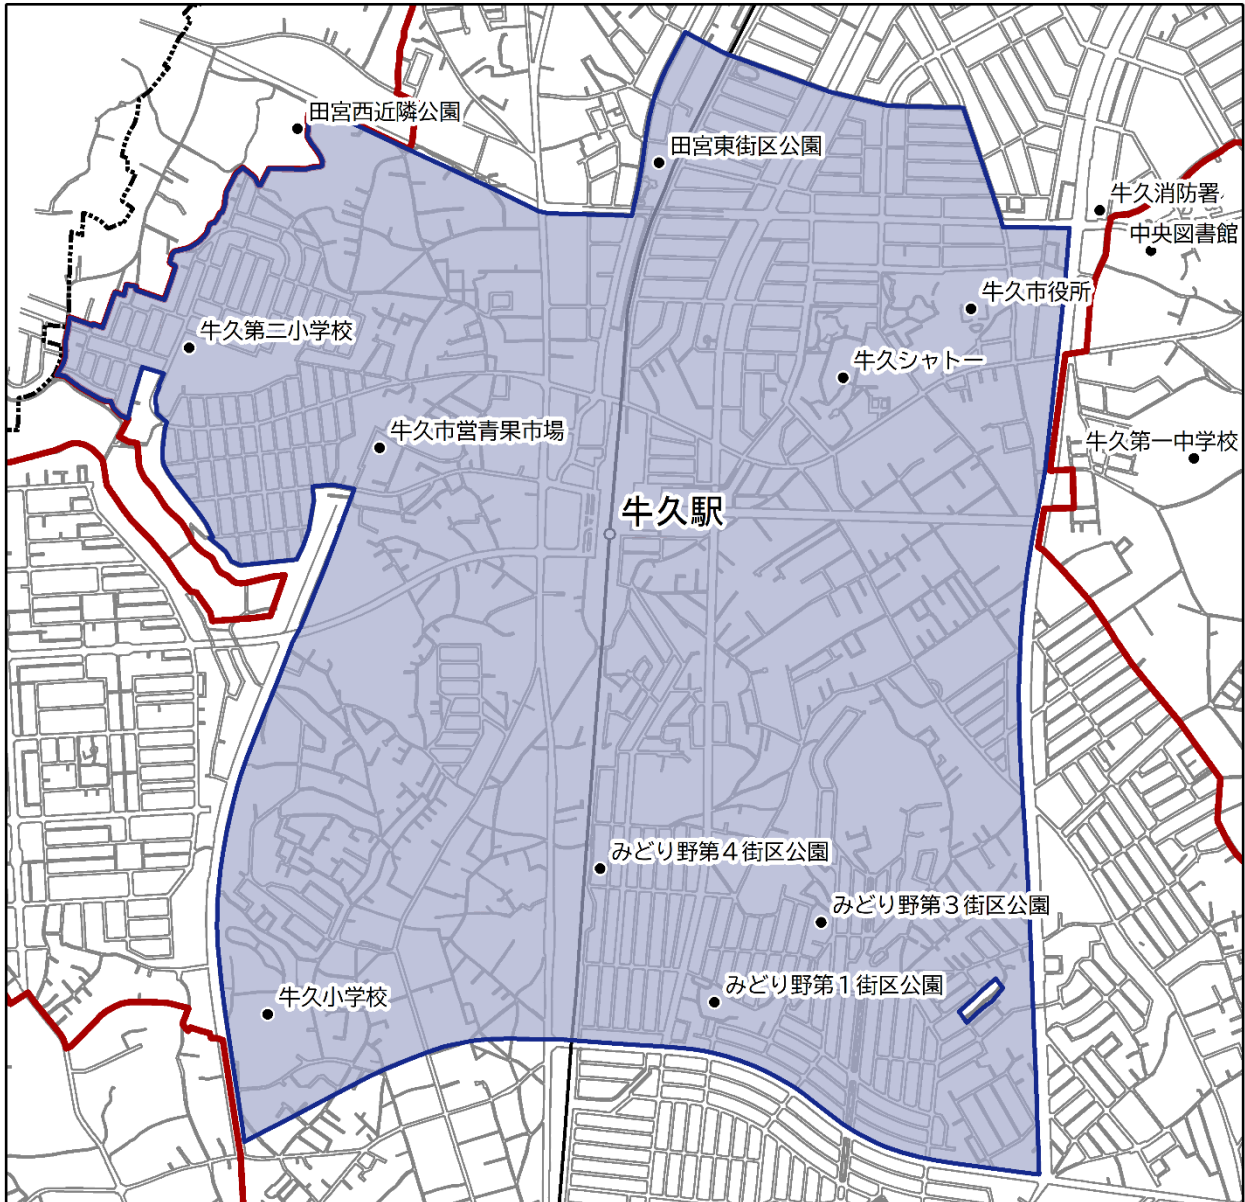 田宮西近隣公園
田宮東街区公園
牛久消防署
中央図書館
牛久市役所
牛久第二小学校
牛久シャトー
牛久市営青果市場
牛久第一中学校
牛久駅
みどり野第4街区公園
みどり野第3街区公園
みどり野第1街区公園
牛久小学校